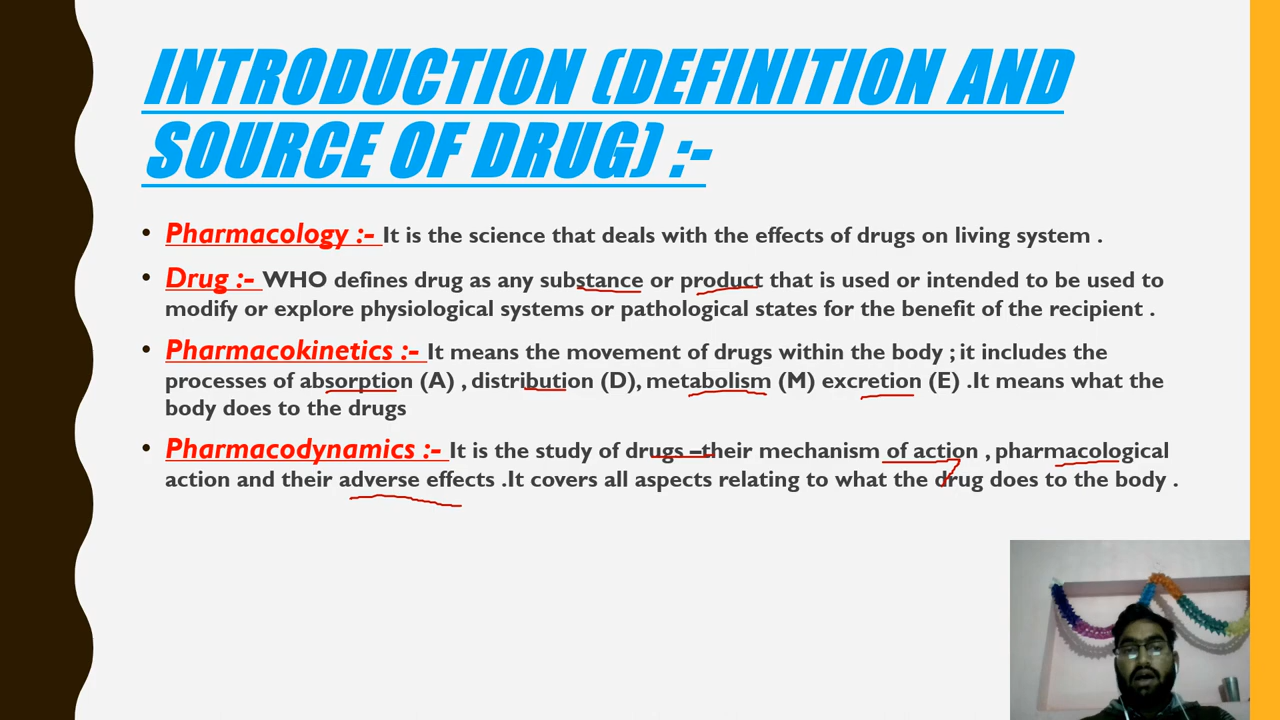 INTRODUCTION (DEFINITION AND
SOURCE OF DRUG) :-
• Pharmacology :- It is the science that deals with the effects of drugs on living system .
• Drug :- WHO defines drug as any substance or product that is used or intended to be used to
modify or explore physiological systems or pathological states for the benefit of the recipient .
• Pharmacokinetics :- It means the movement of drugs within the body ; it includes the
processes of absorption (A) , distribution (D), metabolism (M) excretion (E) .It means what the
body does to the drugs
• Pharmacodynamics :- It is the study of drugs –their mechanism of action , pharmacological
action and their adverse effects .It covers all aspects relating to what the drug does to the body .